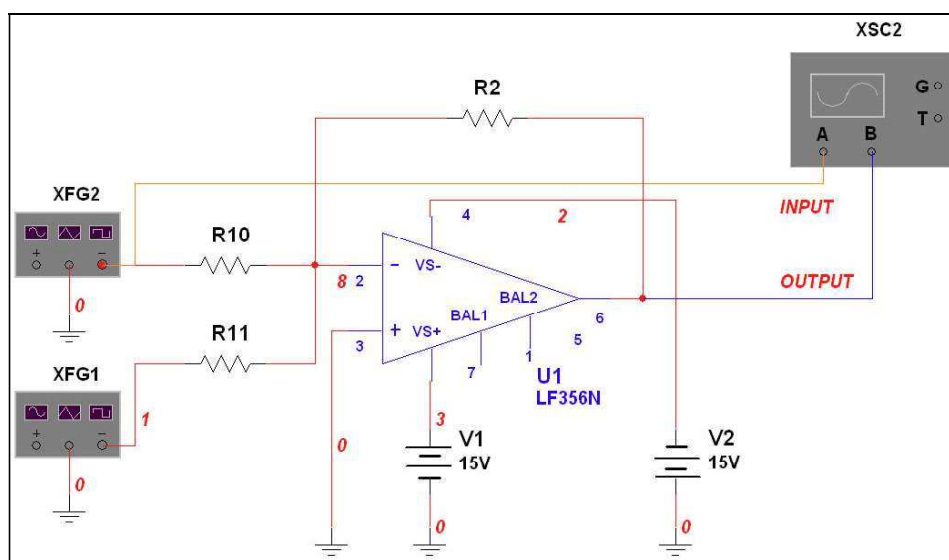 XSC2
R2
G
T
A B
XFG2
+ −
0
R10
8
2
4
2
INPUT
− VS-
BAL2
OUTPUT
6
5
BAL1
+ VS+
3
7
1
U1
LF356N
R11
XFG1
+ −
1
0
0
3
V1
15V
0
V2
15V
0